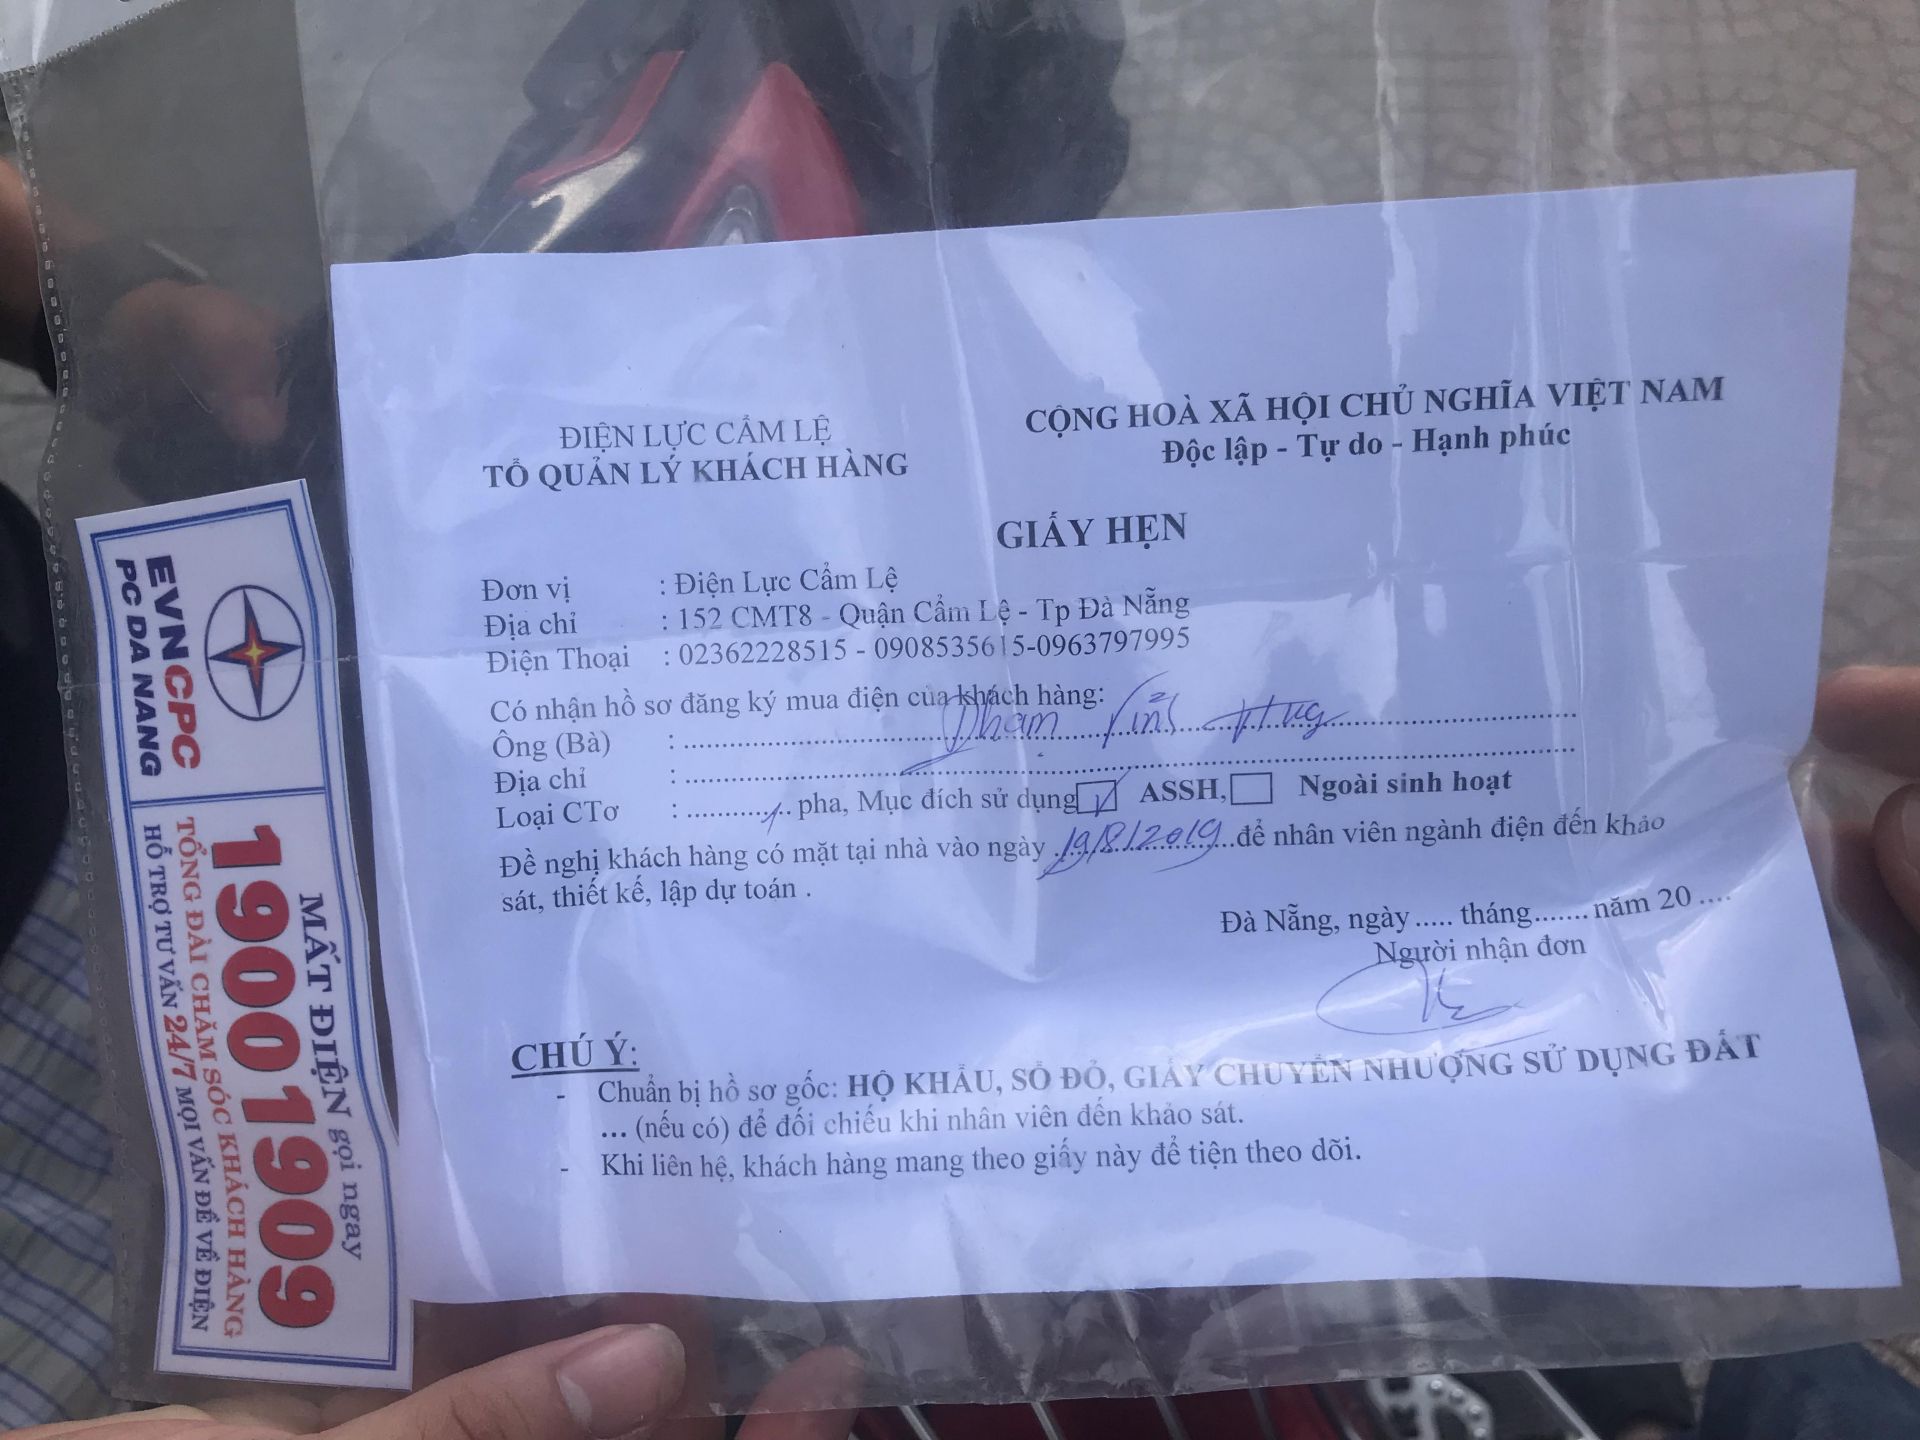 ĐIỆN LỰC CẨM LỆ
TỔ QUẢN LÝ KHÁCH HÀNG
CỘNG HOÀ XÃ HỘI CHỦ NGHĨA VIỆT NAM
Độc lập - Tự do - Hạnh phúc
GIẤY HẸN
Đơn vị : Điện Lực Cẩm Lệ
Địa chỉ : 152 CMT8 - Quận Cẩm Lệ - Tp Đà Nẵng
Điện Thoại : 02362228515 - 0908535615-0963797995
Có nhận hồ sơ đăng ký mua điện của khách hàng:
Ông (Bà) : Phạm
Địa chỉ :
Loại CTơ : 1 pha, Mục đích sử dụng ASSH, Ngoài sinh hoạt
Đề nghị khách hàng có mặt tại nhà vào ngày 19/8/2019 để nhân viên ngành điện đến khảo
sát, thiết kế, lập dự toán .
Đà Nẵng, ngày ..... tháng....... năm 20 ....
Người nhận đơn
CHÚ Ý:
- Chuẩn bị hồ sơ gốc: HỘ KHẨU, SỔ ĐỎ, GIẤY CHUYỂN NHƯỢNG SỬ DỤNG ĐẤT
... (nếu có) để đối chiếu khi nhân viên đến khảo sát.
- Khi liên hệ, khách hàng mang theo giấy này để tiện theo dõi.
EVNCPC
PC DA NANG
MẤT ĐIỆN gọi ngay
19001909
TỔNG ĐÀI CHĂM SÓC KHÁCH HÀNG
HỖ TRỢ TƯ VẤN 24/7 MỌI VẤN ĐỀ VỀ ĐIỆN